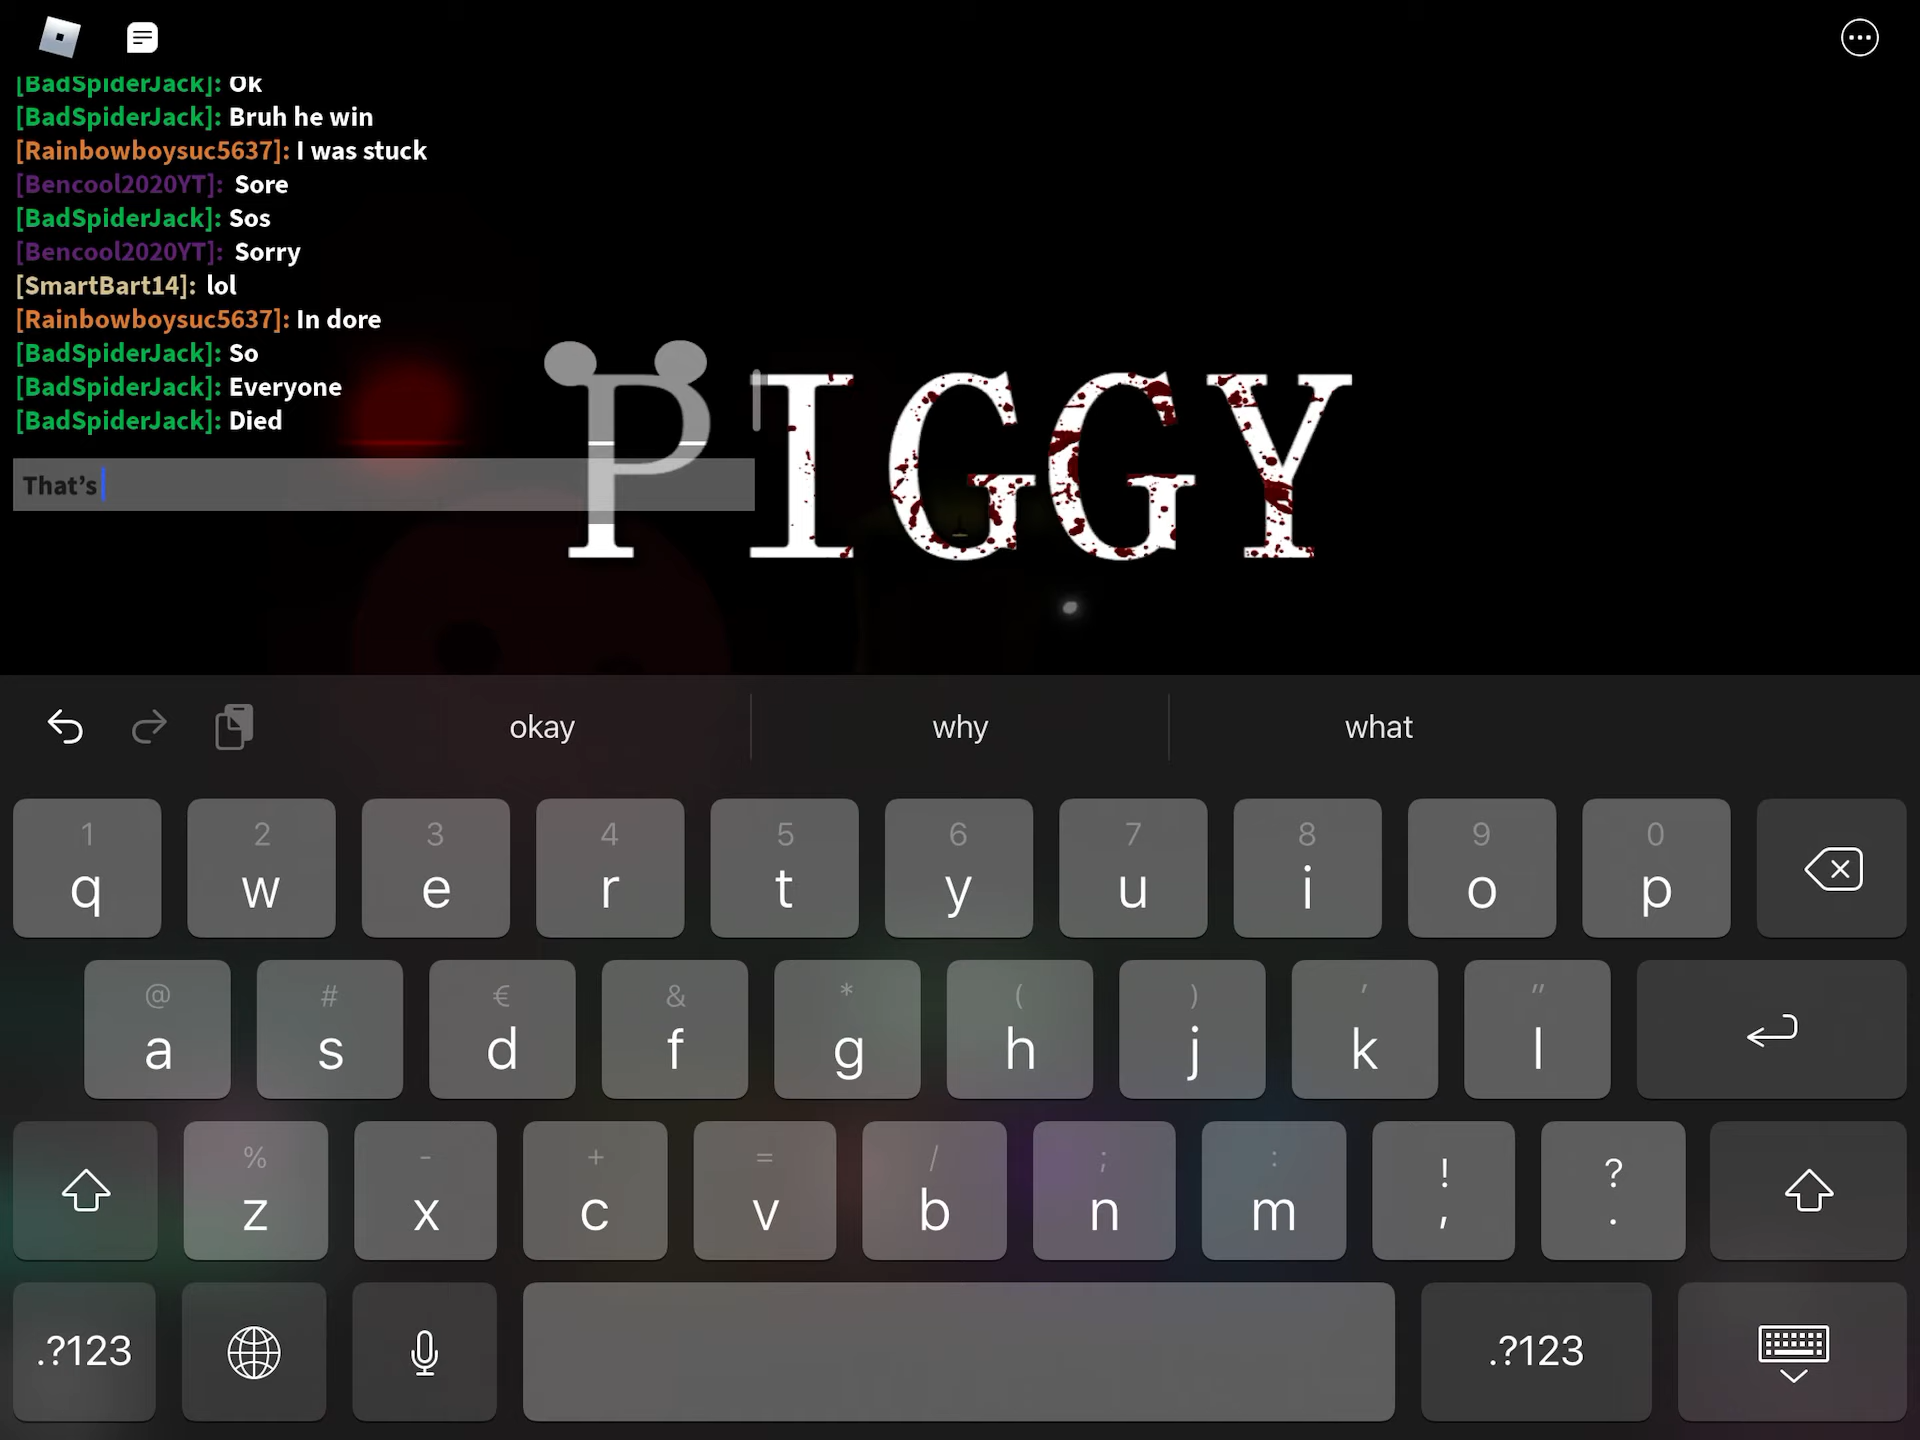 [BadSpiderJack]: Ok
[BadSpiderJack]: Bruh he win
[Rainbowboysuc5637]: I was stuck
[Bencool2020YT]: Sore
[BadSpiderJack]: Sos
[Bencool2020YT]: Sorry
[SmartBart14]: lol
[Rainbowboysuc5637]: In dore
[BadSpiderJack]: So
[BadSpiderJack]: Everyone
[BadSpiderJack]: Died
That’s
PIGGY
okay why what
1 2 3 4 5 6 7 8 9 0
q w e r t y u i o p
@ # € & * ( ) ' "
a s d f g h j k l
% - + = / ; : ! ?
z x c v b n m , .
.?123 .?123